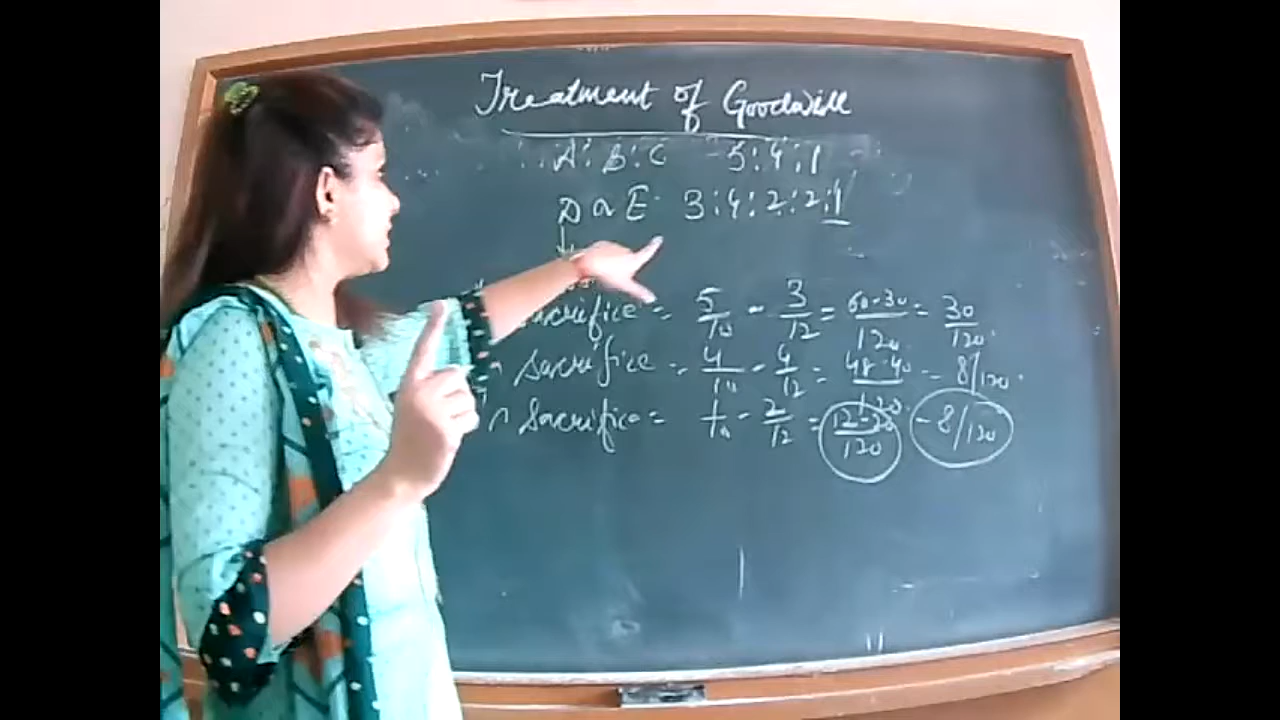 Treatment of Goodwill
A : B : C - 5 : 4 : 1
D or E 3 : 4 : 2 : 2 : 1
Sacrifice = 5/10 - 3/12 = 60-30/120 = 30/120
Sacrifice = 4/10 - 4/12 = 48-40/120 = 8/120
Sacrifice = 1/10 - 2/12 = 12-20/120 - 8/120